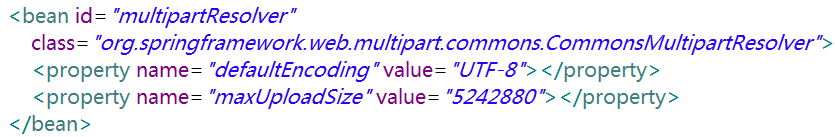 <bean id="multipartResolver"
class="org.springframework.web.multipart.commons.CommonsMultipartResolver">
<property name="defaultEncoding" value="UTF-8"></property>
<property name="maxUploadSize" value="5242880"></property>
</bean>